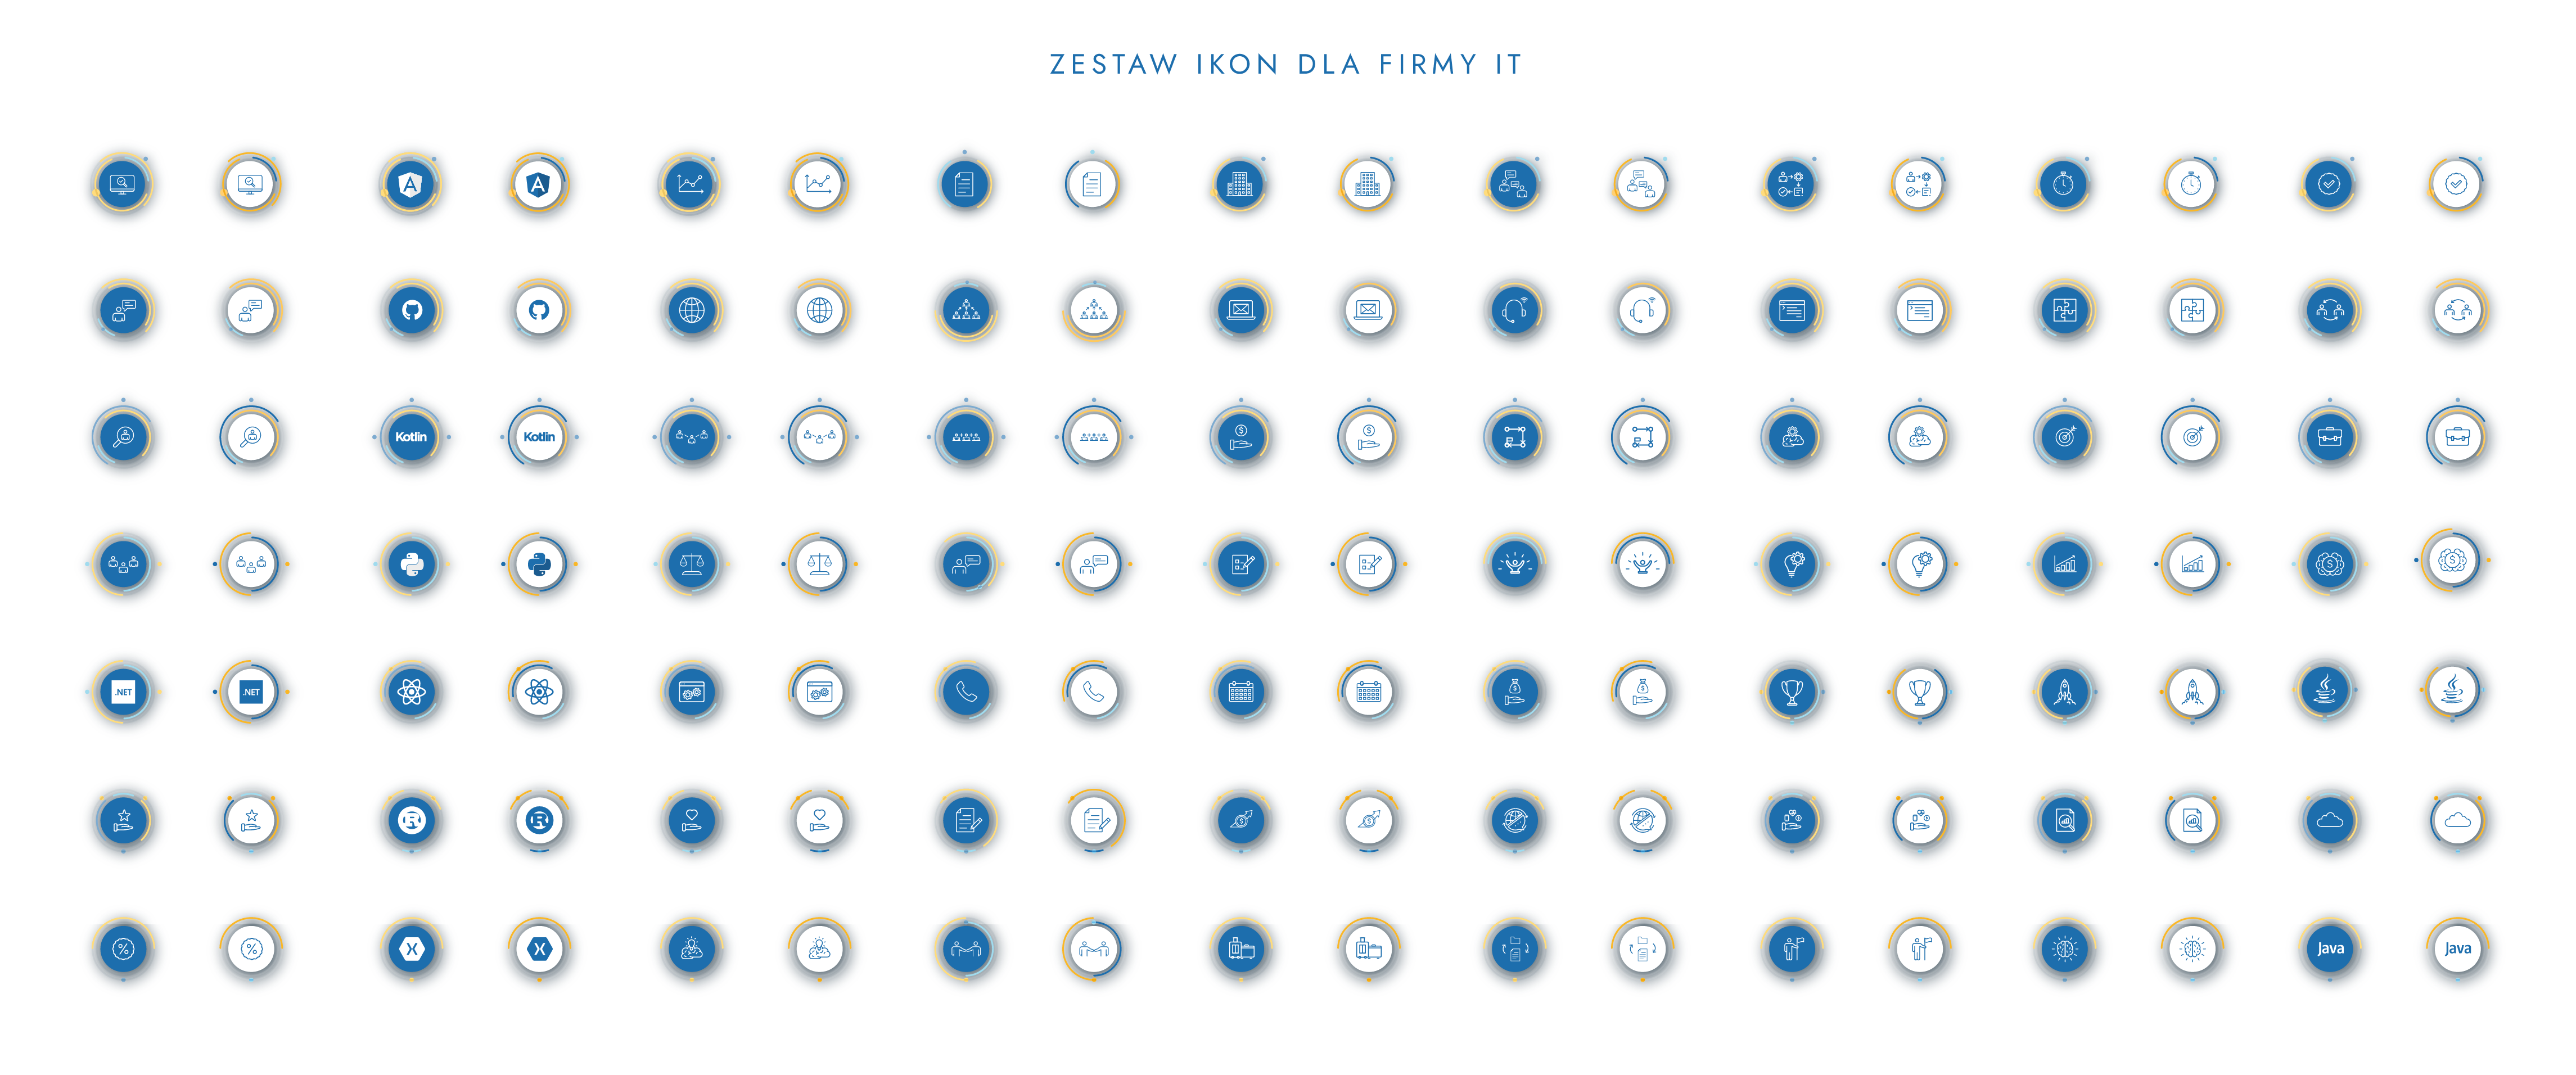 ZESTAW IKON DLA FIRMY IT
Kotlin Kotlin
.NET .NET
Java Java